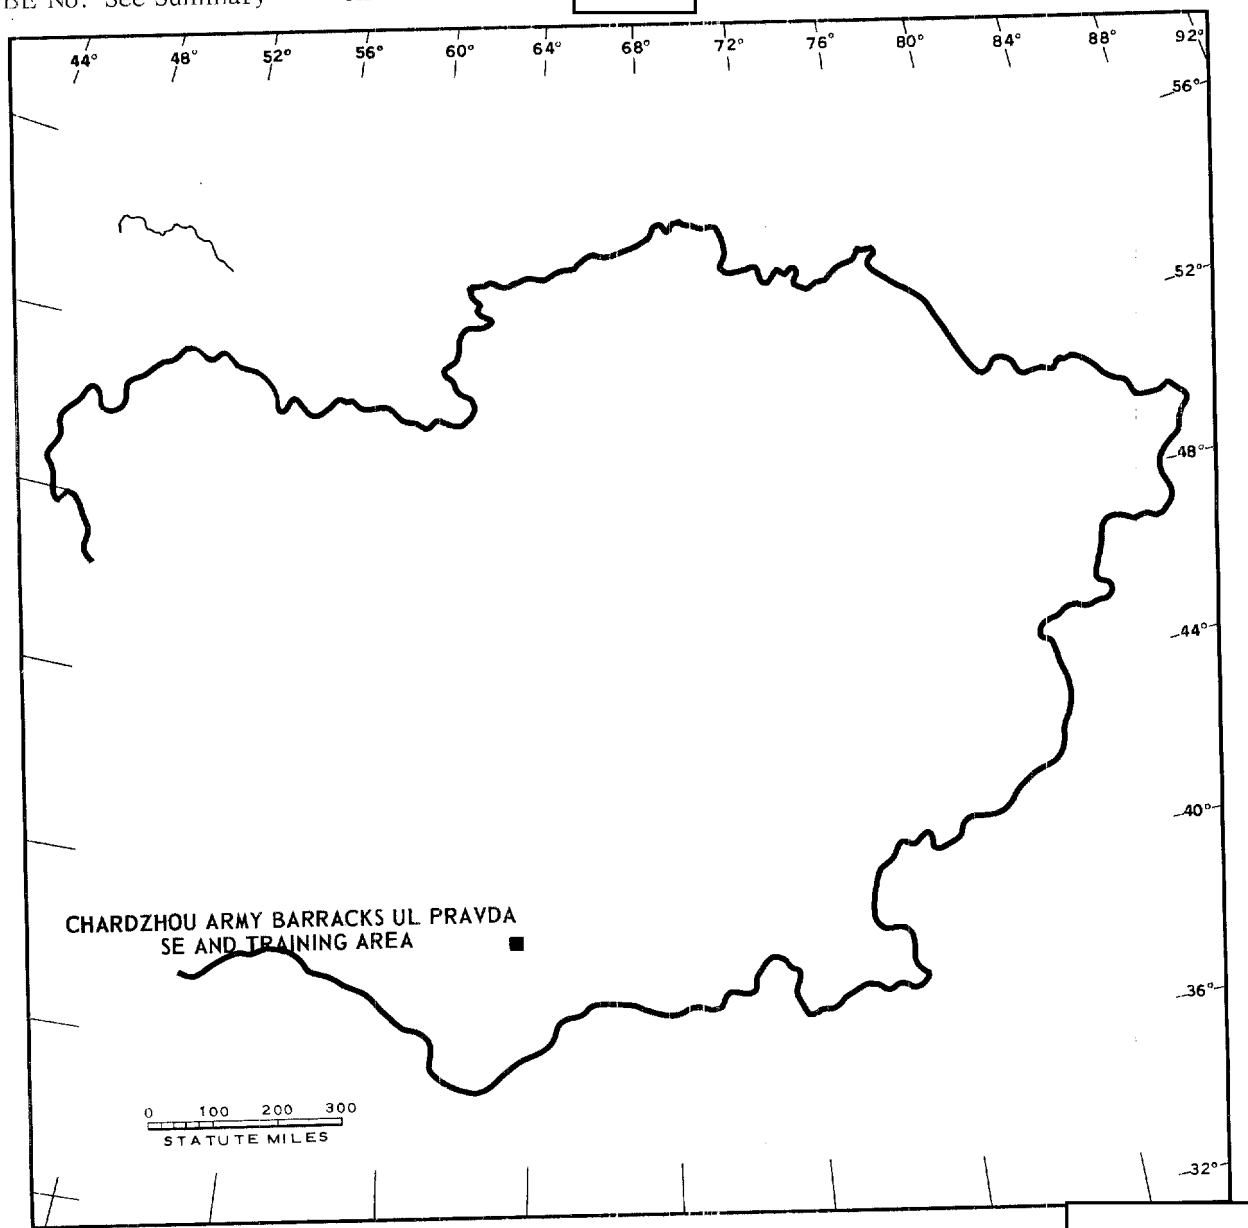 BE No. See Summary
44° 48° 52° 56° 60° 64° 68° 72° 76° 80° 84° 88° 92°
56°
52°
48°
44°
40°
CHARDZHOU ARMY BARRACKS UL PRAVDA
SE AND TRAINING AREA
36°
0 100 200 300
STATUTE MILES
32°